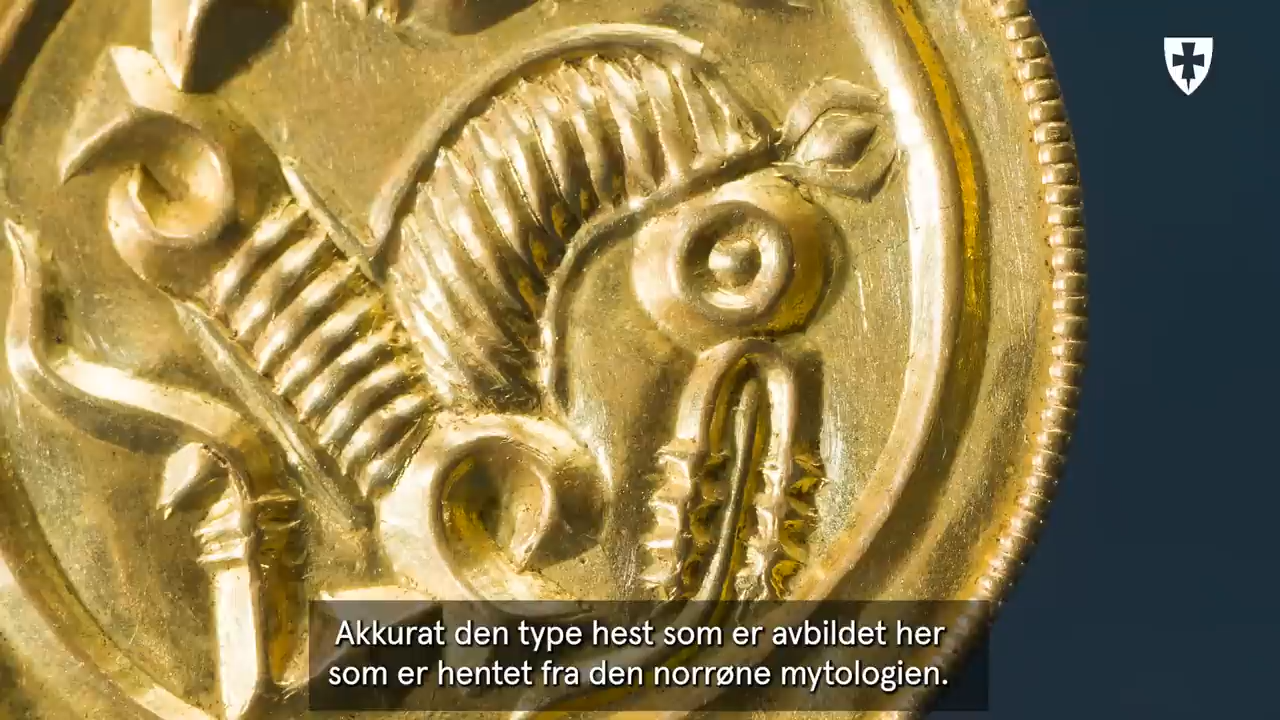 Akkurat den type hest som er avbildet her
som er hentet fra den norrøne mytologien.